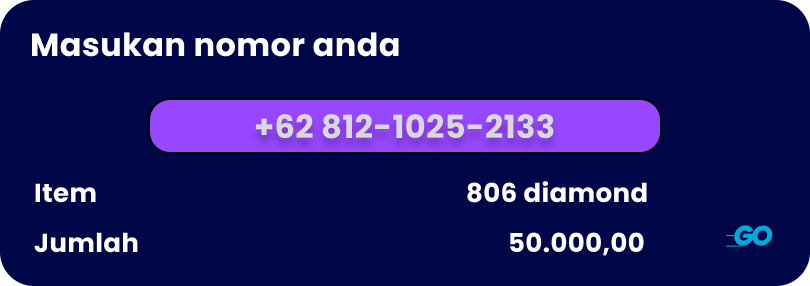 Masukan nomor anda
+62 812-1025-2133
Item 806 diamond
Jumlah 50.000,00
GO